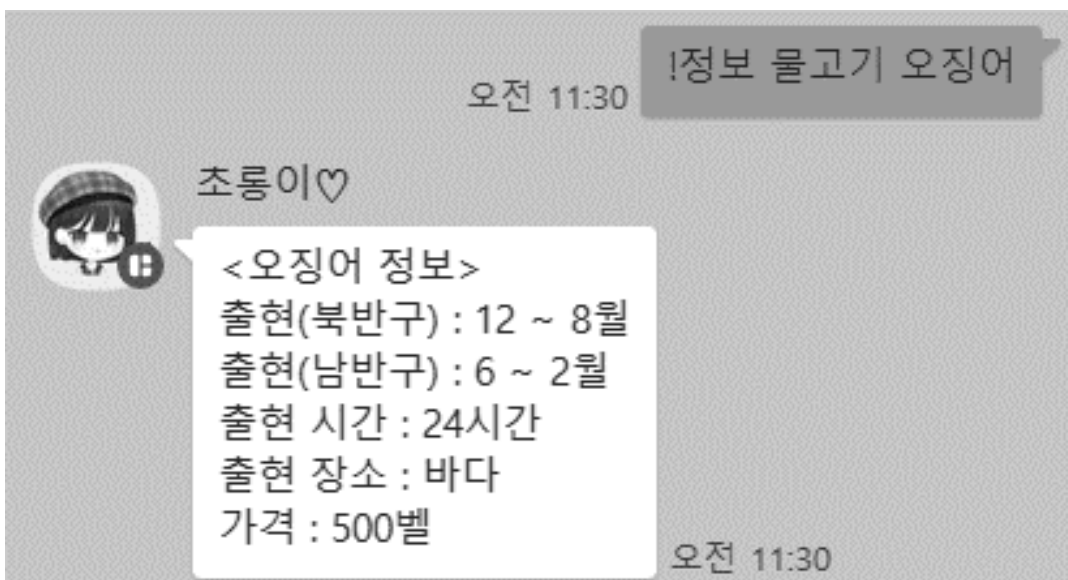 !정보 물고기 오징어
오전 11:30
초롱이♡
<오징어 정보>
출현(북반구) : 12 ~ 8월
출현(남반구) : 6 ~ 2월
출현 시간 : 24시간
출현 장소 : 바다
가격 : 500벨
오전 11:30